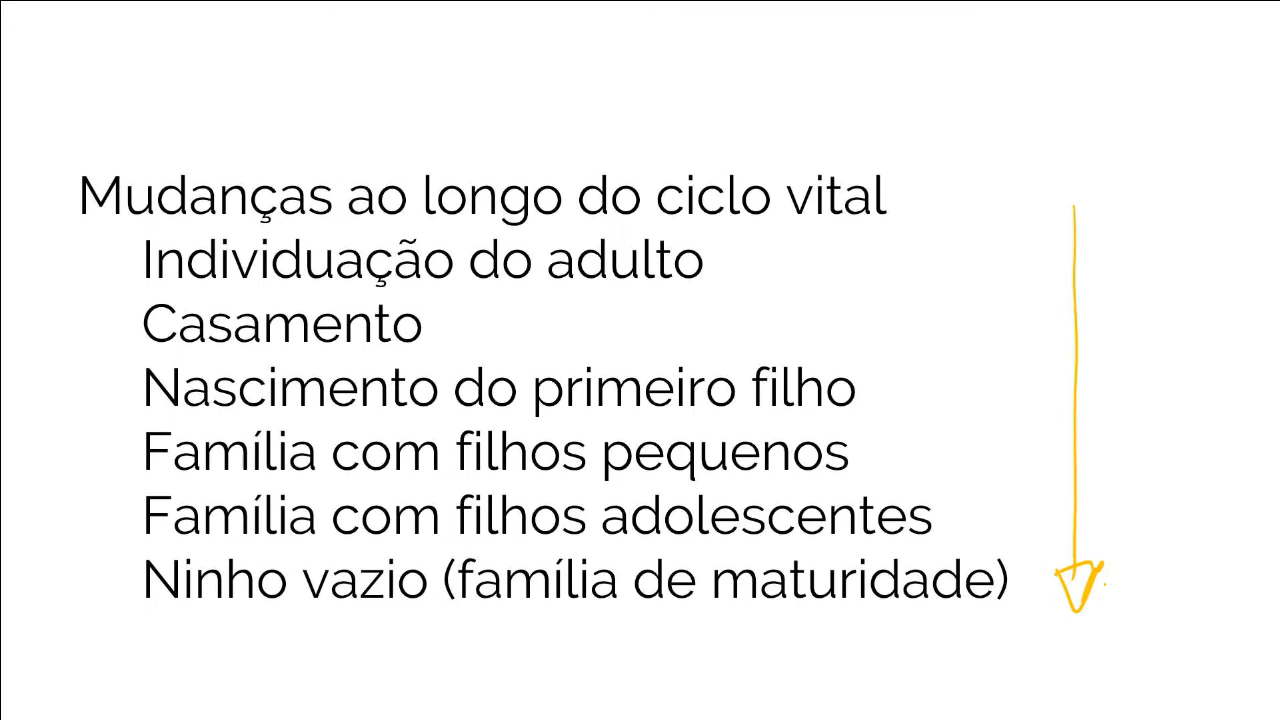 Mudanças ao longo do ciclo vital
Individuação do adulto
Casamento
Nascimento do primeiro filho
Família com filhos pequenos
Família com filhos adolescentes
Ninho vazio (família de maturidade)